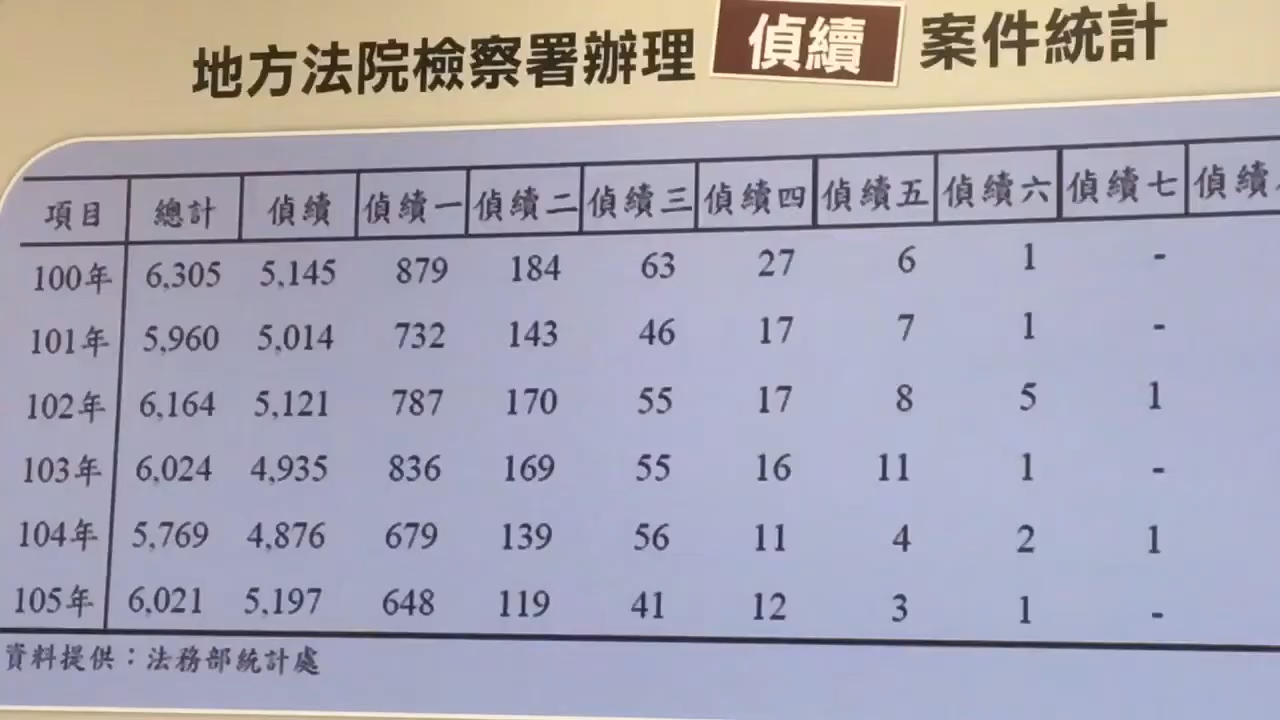 地方法院檢察署辦理 偵續 案件統計
項目 總計 偵續 偵續一 偵續二 偵續三 偵續四 偵續五 偵續六 偵續七 偵續
100年 6,305 5,145 879 184 63 27 6 1 -
101年 5,960 5,014 732 143 46 17 7 1 -
102年 6,164 5,121 787 170 55 17 8 5 1
103年 6,024 4,935 836 169 55 16 11 1 -
104年 5,769 4,876 679 139 56 11 4 2 1
105年 6,021 5,197 648 119 41 12 3 1 -
資料提供：法務部統計處